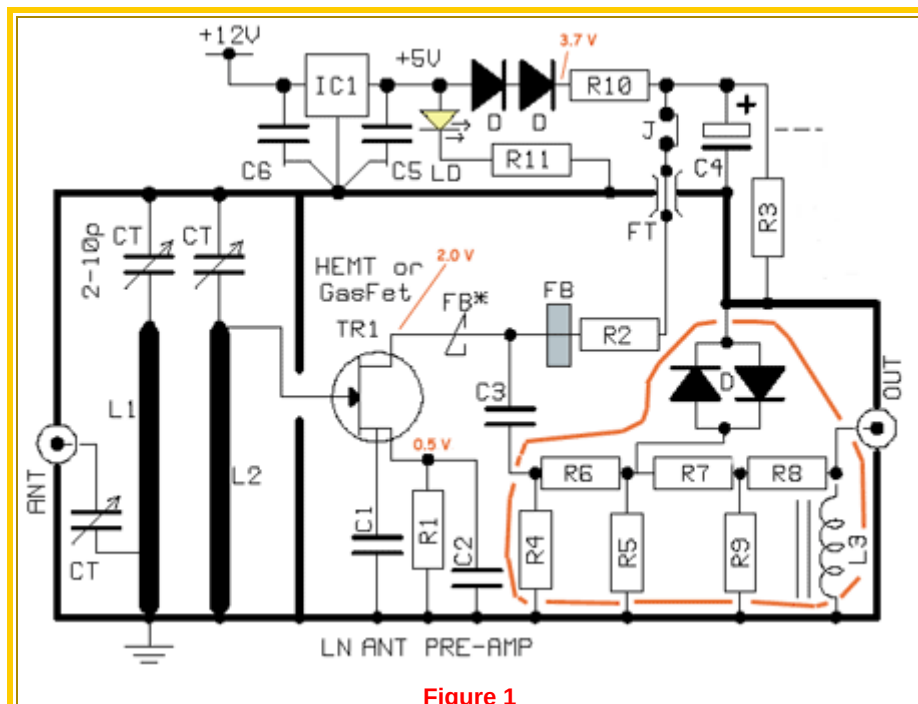 +12V
IC1
+5V
3.7 V
D
D
R10
J
+
C4
C6
C5
LD
R11
FT
R3
2-10p
CT
CT
HEMT or
GasFet
TR1
2.0 V
FB*
FB
R2
C3
D
OUT
L1
L2
0.5 V
R6
R7
R8
ANT
CT
C1
R1
C2
R4
R5
R9
L3
LN ANT PRE-AMP
Figure 1